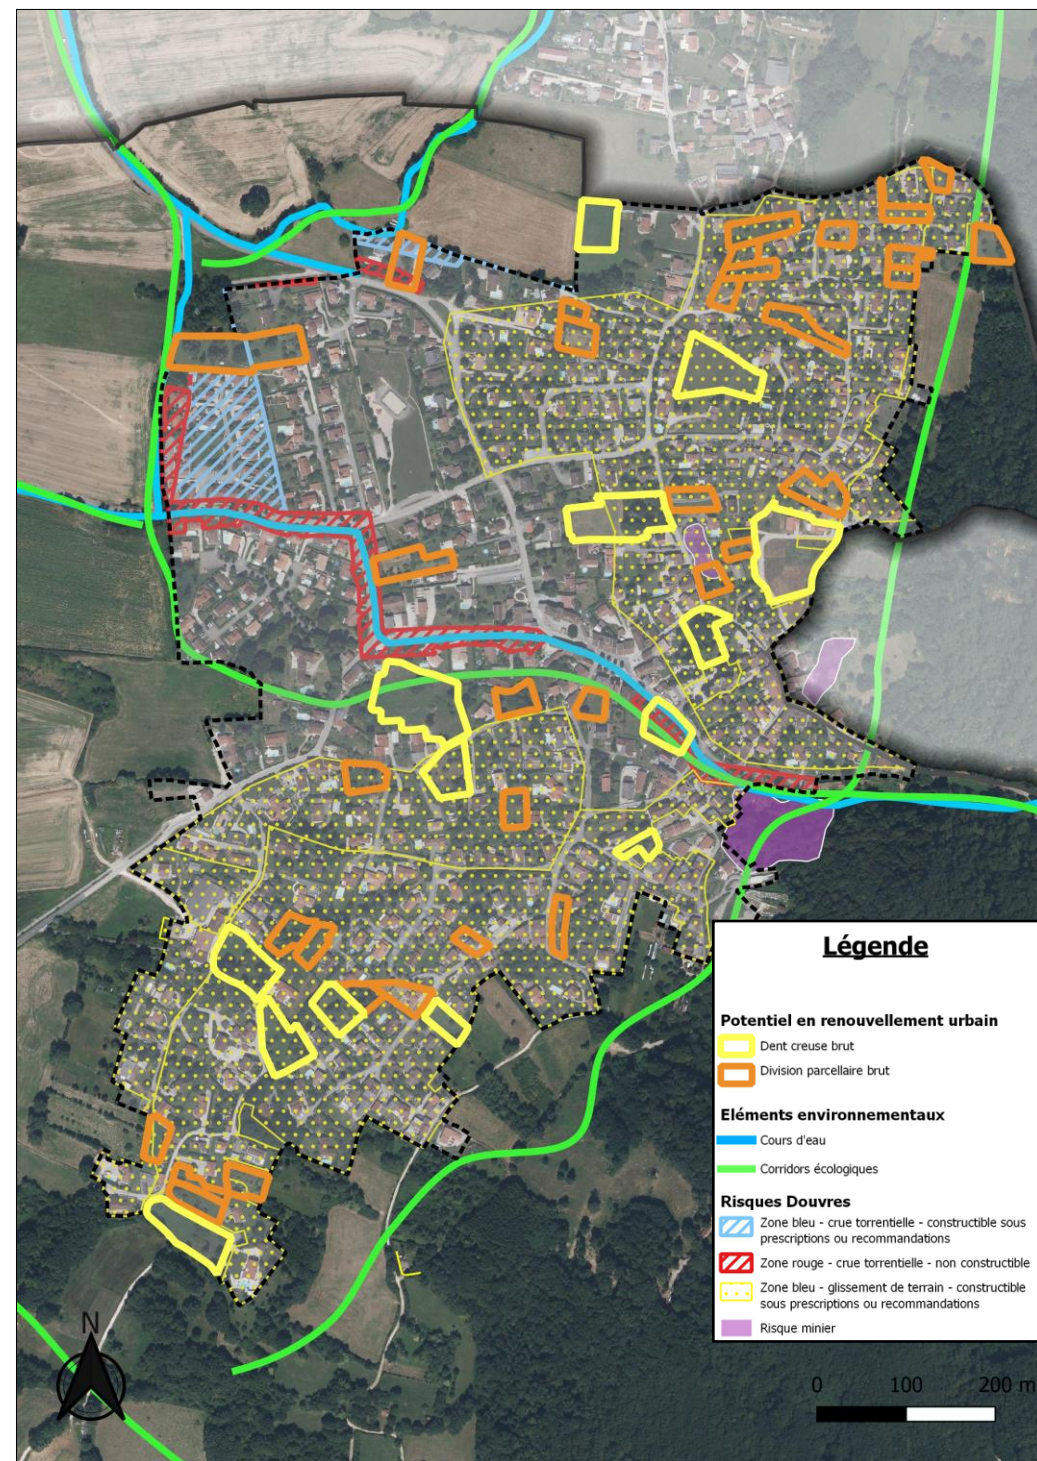 Légende
Potentiel en renouvellement urbain
Dent creuse brut
Division parcellaire brut
Eléments environnementaux
Cours d'eau
Corridors écologiques
Risques Douvres
Zone bleu - crue torrentielle - constructible sous
prescriptions ou recommandations
Zone rouge - crue torrentielle - non constructible
Zone bleu - glissement de terrain - constructible
sous prescriptions ou recommandations
Risque minier
N
0 100 200 m